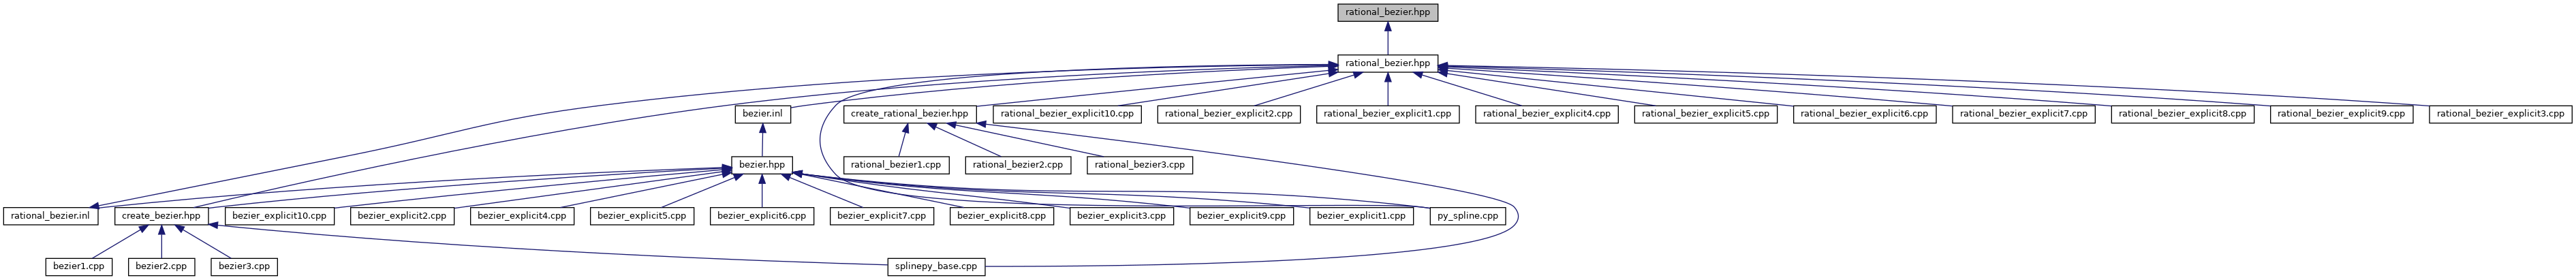 rational_bezier.hpp
rational_bezier.hpp
bezier.inl
create_rational_bezier.hpp
rational_bezier_explicit10.cpp
rational_bezier_explicit2.cpp
rational_bezier_explicit1.cpp
rational_bezier_explicit4.cpp
rational_bezier_explicit5.cpp
rational_bezier_explicit6.cpp
rational_bezier_explicit7.cpp
rational_bezier_explicit8.cpp
rational_bezier_explicit9.cpp
rational_bezier_explicit3.cpp
bezier.hpp
rational_bezier1.cpp
rational_bezier2.cpp
rational_bezier3.cpp
rational_bezier.inl
create_bezier.hpp
bezier_explicit10.cpp
bezier_explicit2.cpp
bezier_explicit4.cpp
bezier_explicit5.cpp
bezier_explicit6.cpp
bezier_explicit7.cpp
bezier_explicit8.cpp
bezier_explicit3.cpp
bezier_explicit9.cpp
bezier_explicit1.cpp
py_spline.cpp
bezier1.cpp
bezier2.cpp
bezier3.cpp
splinepy_base.cpp